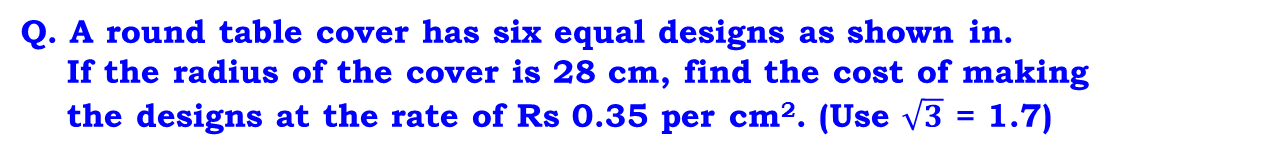 Q. A round table cover has six equal designs as shown in.
If the radius of the cover is 28 cm, find the cost of making
the designs at the rate of Rs 0.35 per cm². (Use √3 = 1.7)